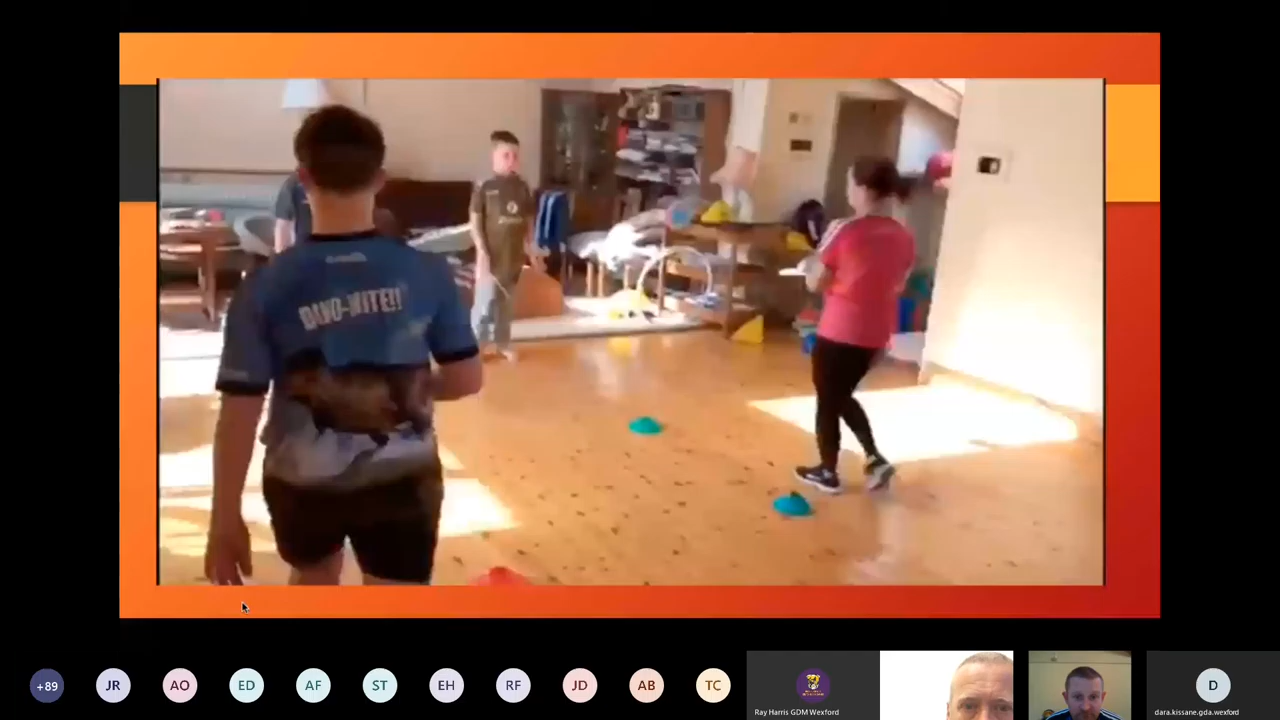 DANO-MITE!!
+89
JR
AO
ED
AF
ST
EH
RF
JD
AB
TC
Ray Harris GDM Wexford
D
dara.kissane.gda.wexford